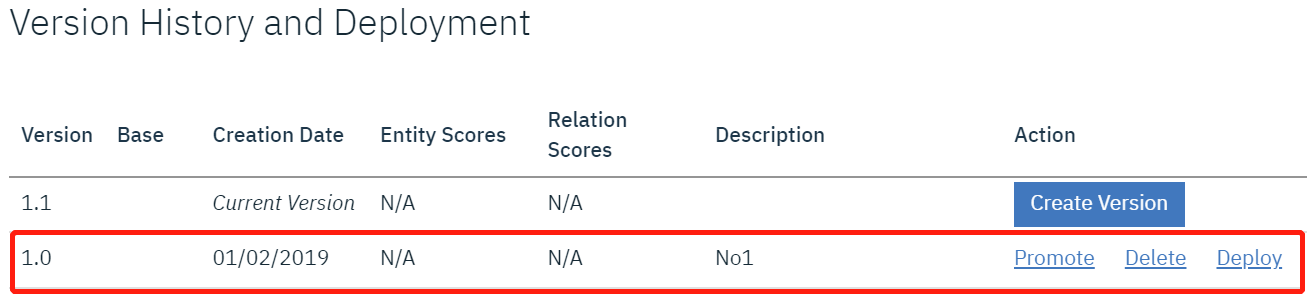 Version History and Deployment
Version Base Creation Date Entity Scores Relation Scores Description Action
1.1 Current Version N/A N/A Create Version
1.0 01/02/2019 N/A N/A No1 Promote Delete Deploy